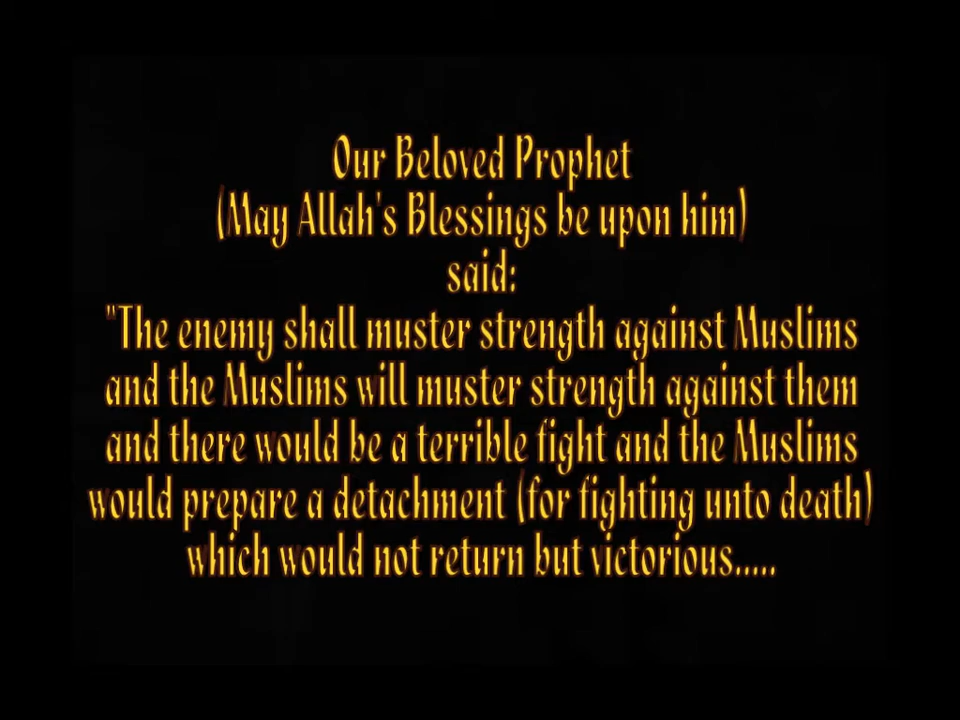 Our Beloved Prophet
(May Allah's Blessings be upon him)
said:
"The enemy shall muster strength against Muslims
and the Muslims will muster strength against them
and there would be a terrible fight and the Muslims
would prepare a detachment (for fighting unto death)
which would not return but victorious.....